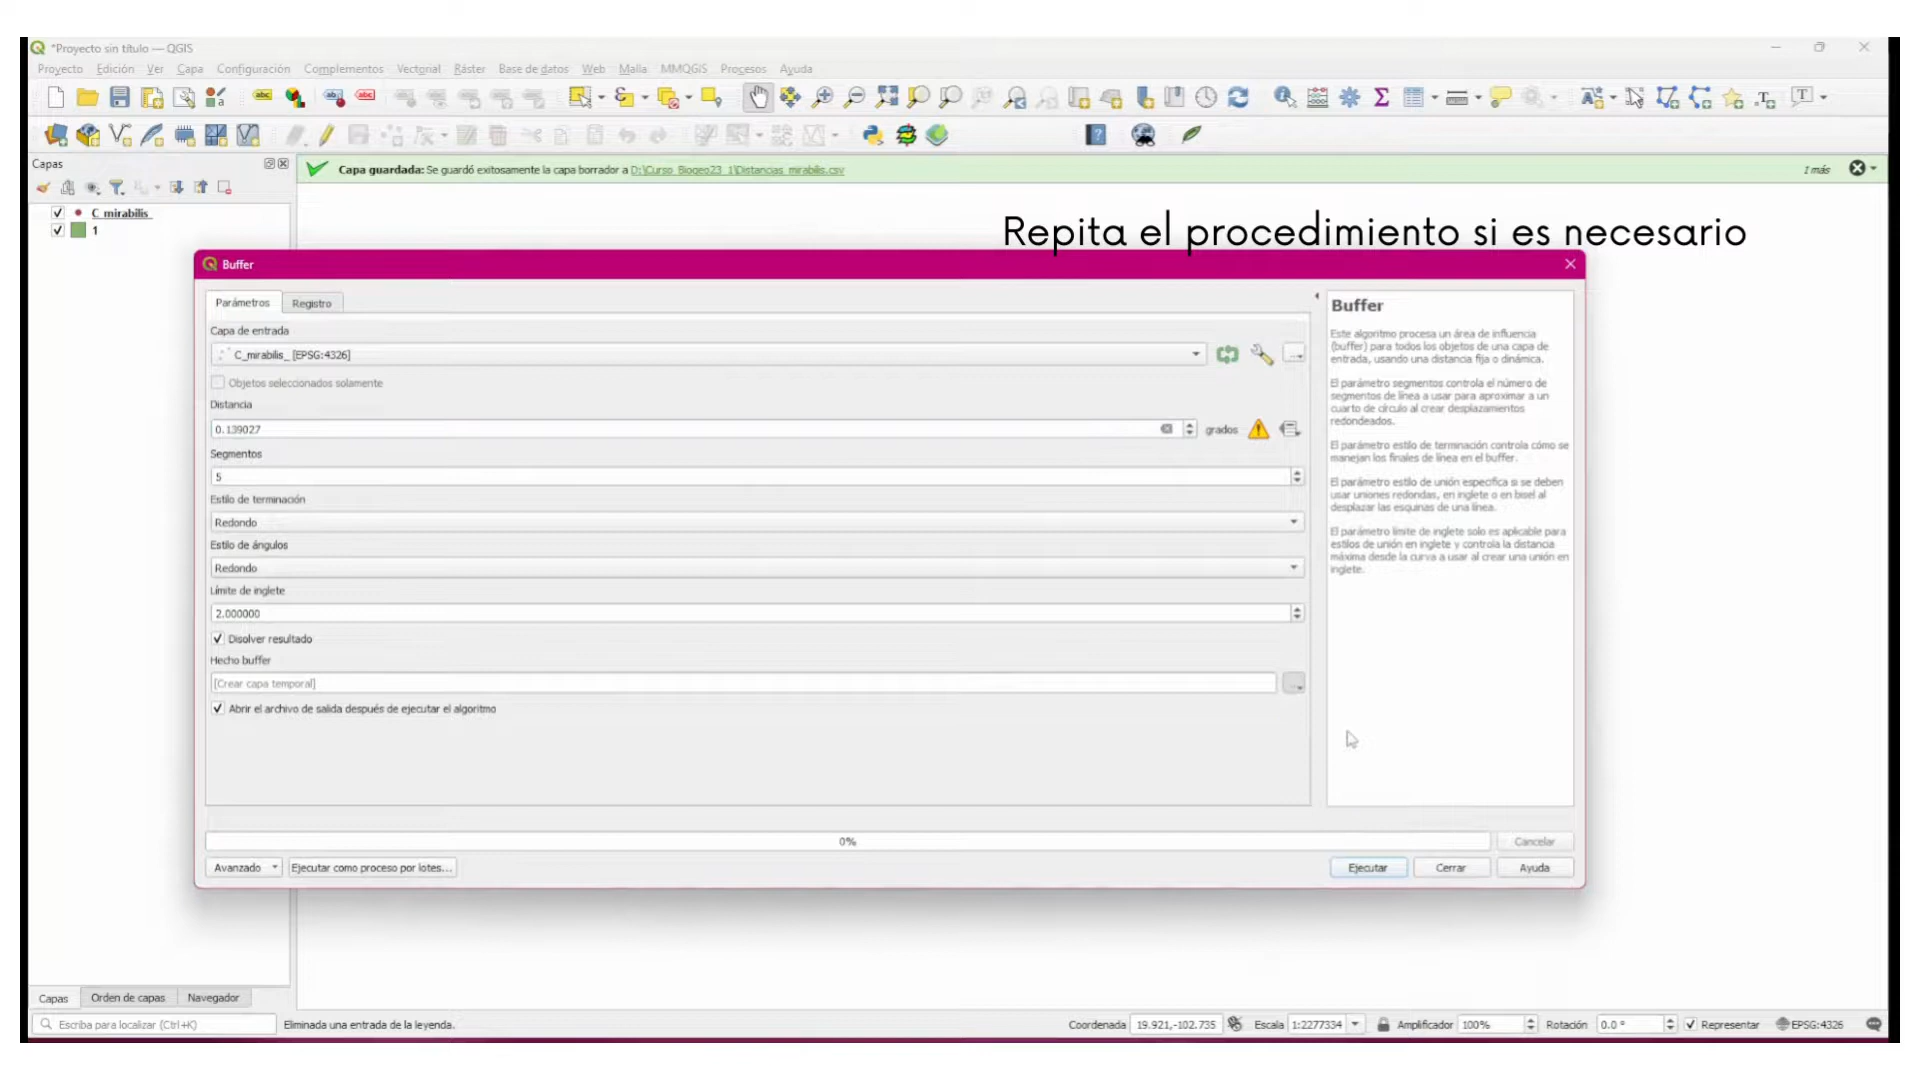 *Proyecto sin título — QGIS
Proyecto Edición Ver Capa Configuración Complementos Vectorial Ráster Base de datos Web Malla MMQGIS Procesos Ayuda
Capas
Capa guardada: Se guardó exitosamente la capa borrador a D:\Curso_Biogeo23_1\Distancias_mirabilis.csv
1 más
C_mirabilis_
1
Repita el procedimiento si es necesario
Buffer
Parámetros Registro
Capa de entrada
C_mirabilis_ [EPSG:4326]
Objetos seleccionados solamente
Distancia
0.139027 grados
Segmentos
5
Estilo de terminación
Redondo
Estilo de ángulos
Redondo
Límite de inglete
2.000000
Disolver resultado
Hecho buffer
[Crear capa temporal]
Abrir el archivo de salida después de ejecutar el algoritmo
Buffer
Este algoritmo procesa un área de influencia
(buffer) para todos los objetos de una capa de
entrada, usando una distancia fija o dinámica.
El parámetro segmentos controla el número de
segmentos de línea a usar para aproximar a un
cuarto de círculo al crear desplazamientos
redondeados.
El parámetro estilo de terminación controla cómo se
manejan los finales de línea en el buffer.
El parámetro estilo de unión especifica si se deben
usar uniones redondas, en inglete o en bisel al
desplazar las esquinas de una línea.
El parámetro límite de inglete solo es aplicable para
estilos de unión en inglete y controla la distancia
máxima desde la curva a usar al crear una unión en
inglete.
0%
Cancelar
Avanzado Ejecutar como proceso por lotes...
Ejecutar Cerrar Ayuda
Capas Orden de capas Navegador
Escriba para localizar (Ctrl+K) Eliminada una entrada de la leyenda. Coordenada 19.921,-102.735 Escala 1:2277334 Amplificador 100% Rotación 0.0 ° Representar EPSG:4326